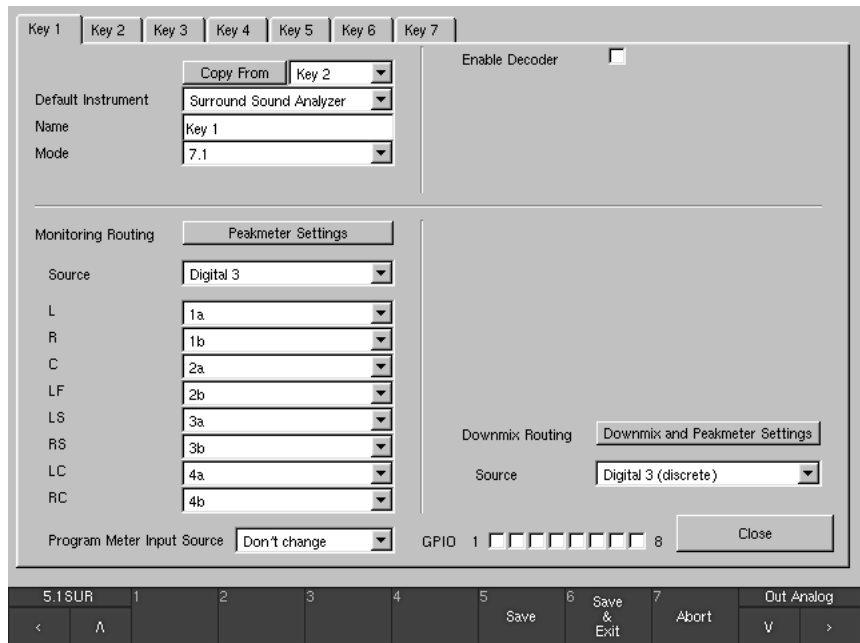 Key 1 Key 2 Key 3 Key 4 Key 5 Key 6 Key 7
Copy From Key 2
Enable Decoder
Default Instrument Surround Sound Analyzer
Name Key 1
Mode 7.1
Monitoring Routing Peakmeter Settings
Source Digital 3
L 1a
R 1b
C 2a
LF 2b
LS 3a
RS 3b
LC 4a
RC 4b
Downmix Routing Downmix and Peakmeter Settings
Source Digital 3 (discrete)
Program Meter Input Source Don't change
GPIO 1 8
Close
5.1SUR 1 2 3 4 5 Save 6 Save & Exit 7 Abort Out Analog
< Λ V >